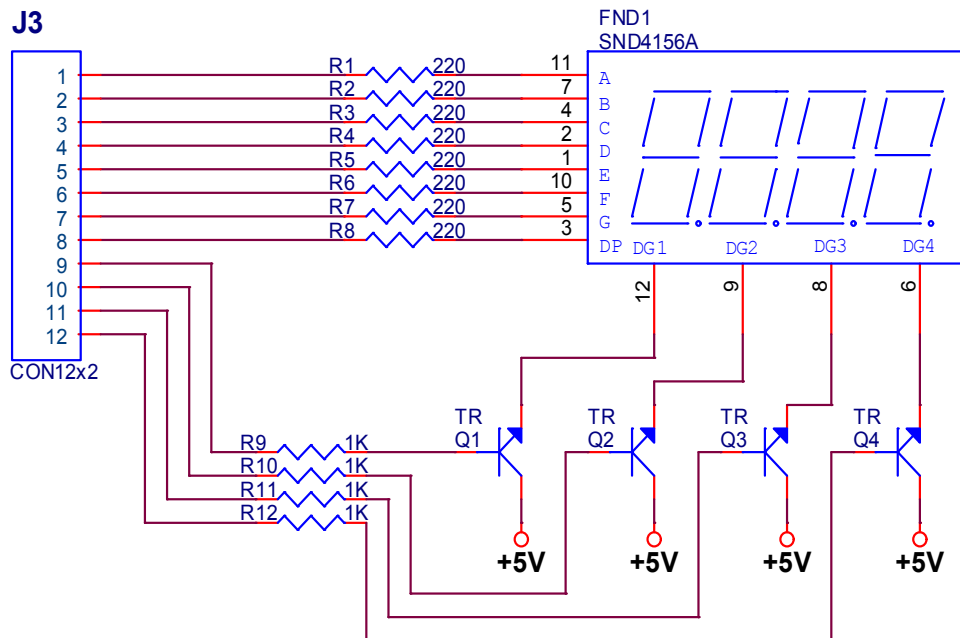 J3
FND1
SND4156A
1 R1 220 11 A
2 R2 220 7 B
3 R3 220 4 C
4 R4 220 2 D
5 R5 220 1 E
6 R6 220 10 F
7 R7 220 5 G
8 R8 220 3 DP DG1 DG2 DG3 DG4
9
10
11
12
12 9 8 6
CON12x2
TR TR TR TR
Q1 Q2 Q3 Q4
R9 1K
R10 1K
R11 1K
R12 1K
+5V +5V +5V +5V